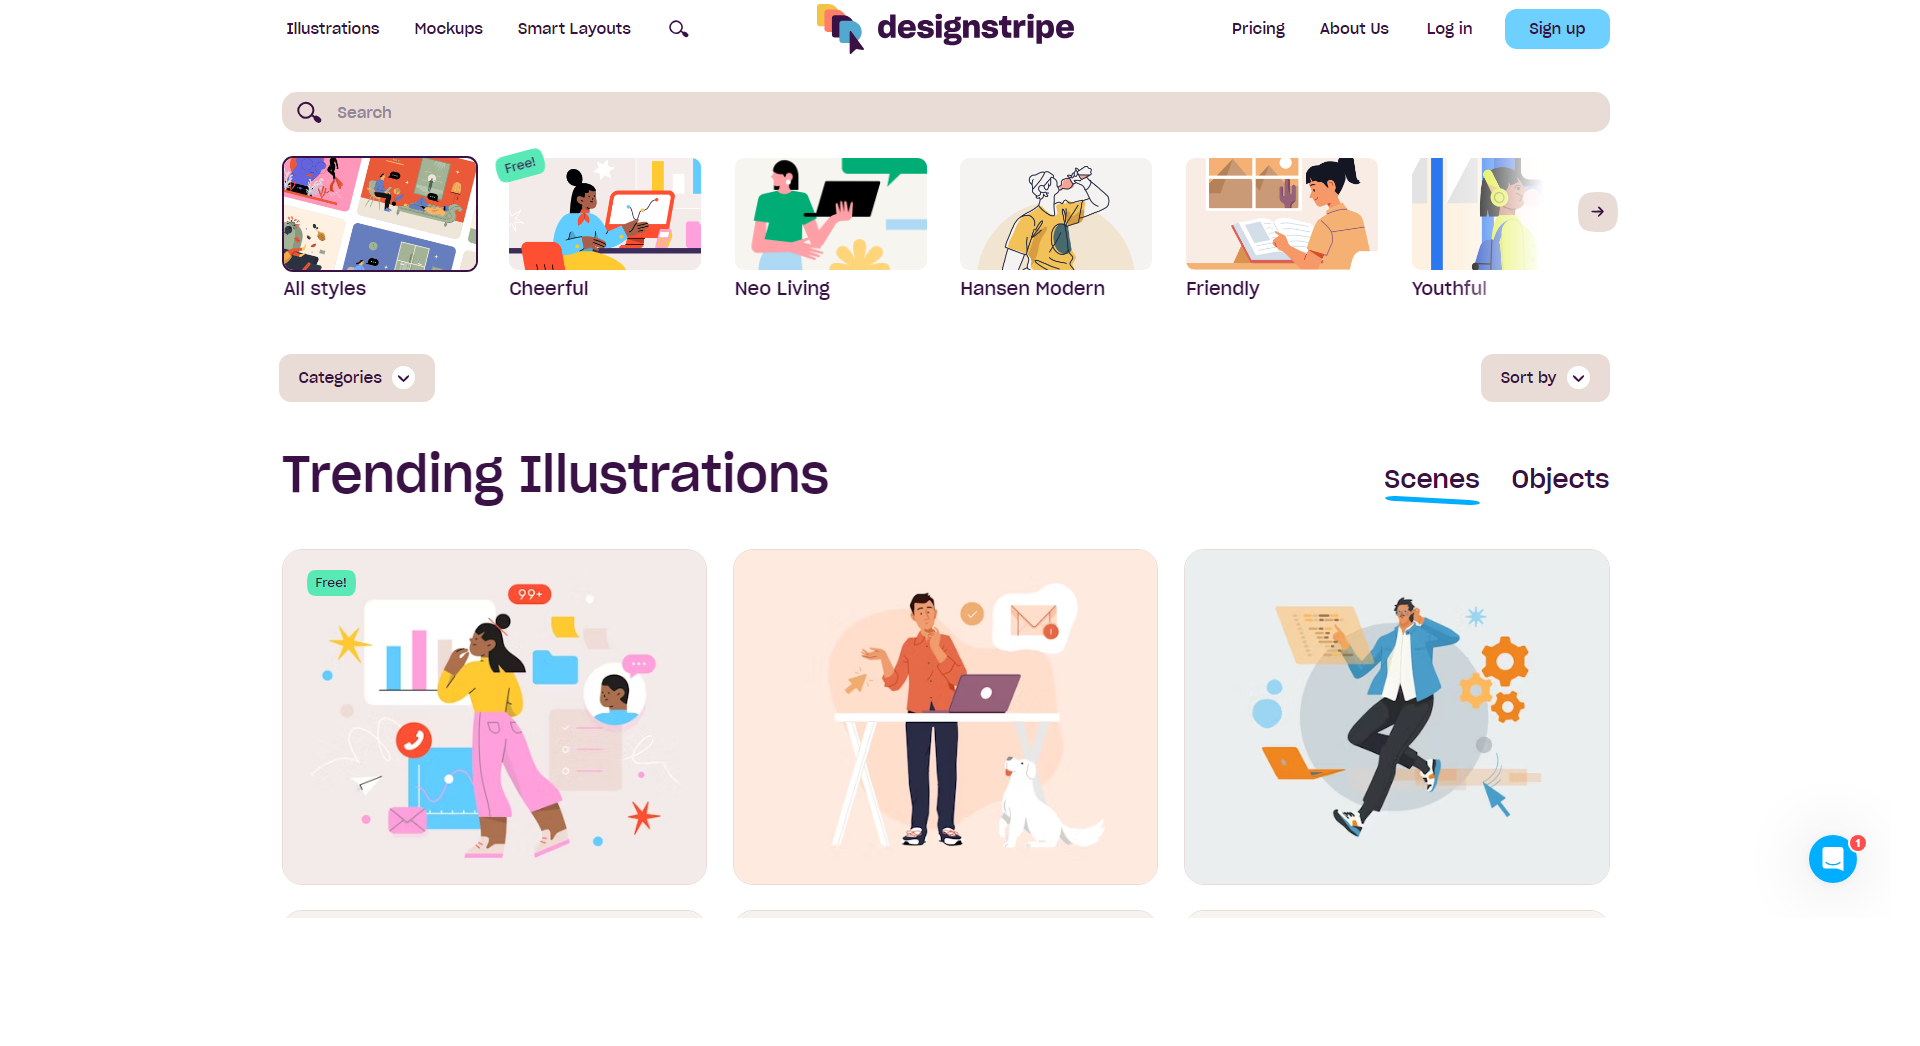 Illustrations Mockups Smart Layouts designstripe Pricing About Us Log in Sign up
Search
Free!
All styles Cheerful Neo Living Hansen Modern Friendly Youthful
Categories Sort by
Trending Illustrations Scenes Objects
Free!
99+
1